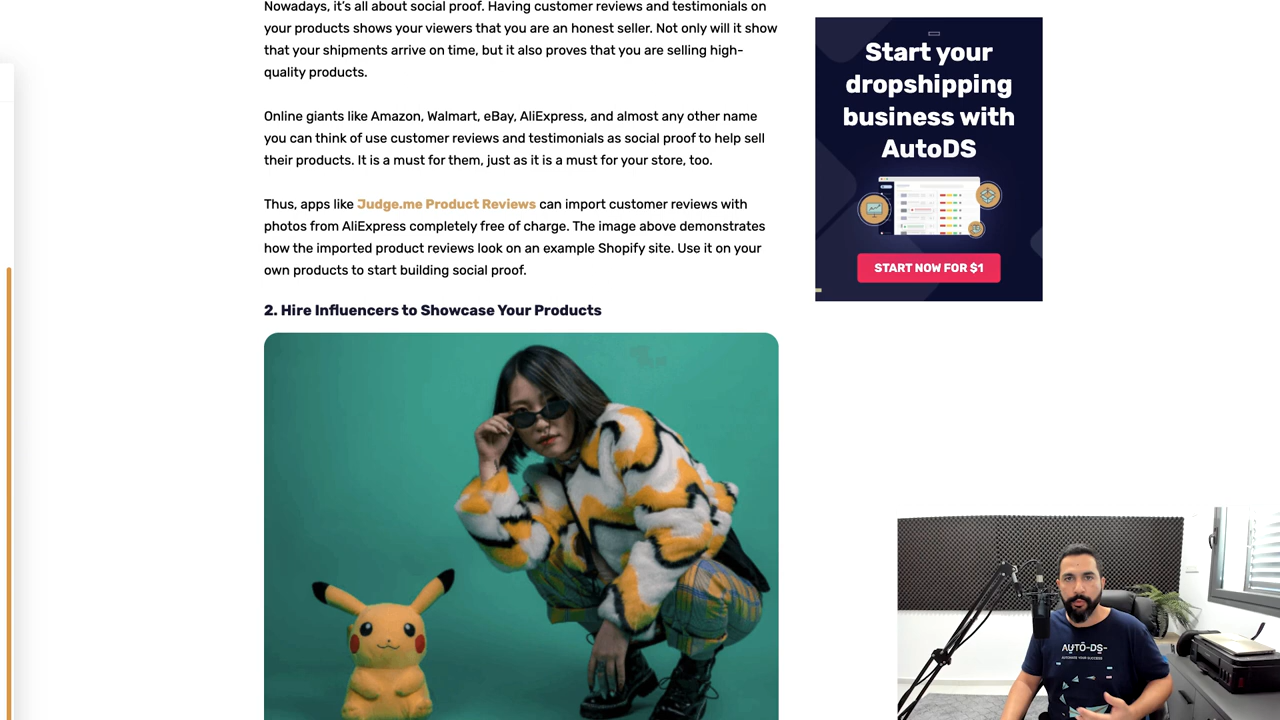 Nowadays, it's all about social proof. Having customer reviews and testimonials on
your products shows your viewers that you are an honest seller. Not only will it show
that your shipments arrive on time, but it also proves that you are selling high-
quality products.
Online giants like Amazon, Walmart, eBay, AliExpress, and almost any other name
you can think of use customer reviews and testimonials as social proof to help sell
their products. It is a must for them, just as it is a must for your store, too.
Thus, apps like Judge.me Product Reviews can import customer reviews with
photos from AliExpress completely free of charge. The image above demonstrates
how the imported product reviews look on an example Shopify site. Use it on your
own products to start building social proof.
2. Hire Influencers to Showcase Your Products
Start your
dropshipping
business with
AutoDS
START NOW FOR $1
AUTO-DS-
AUTOMATE YOUR SUCCESS